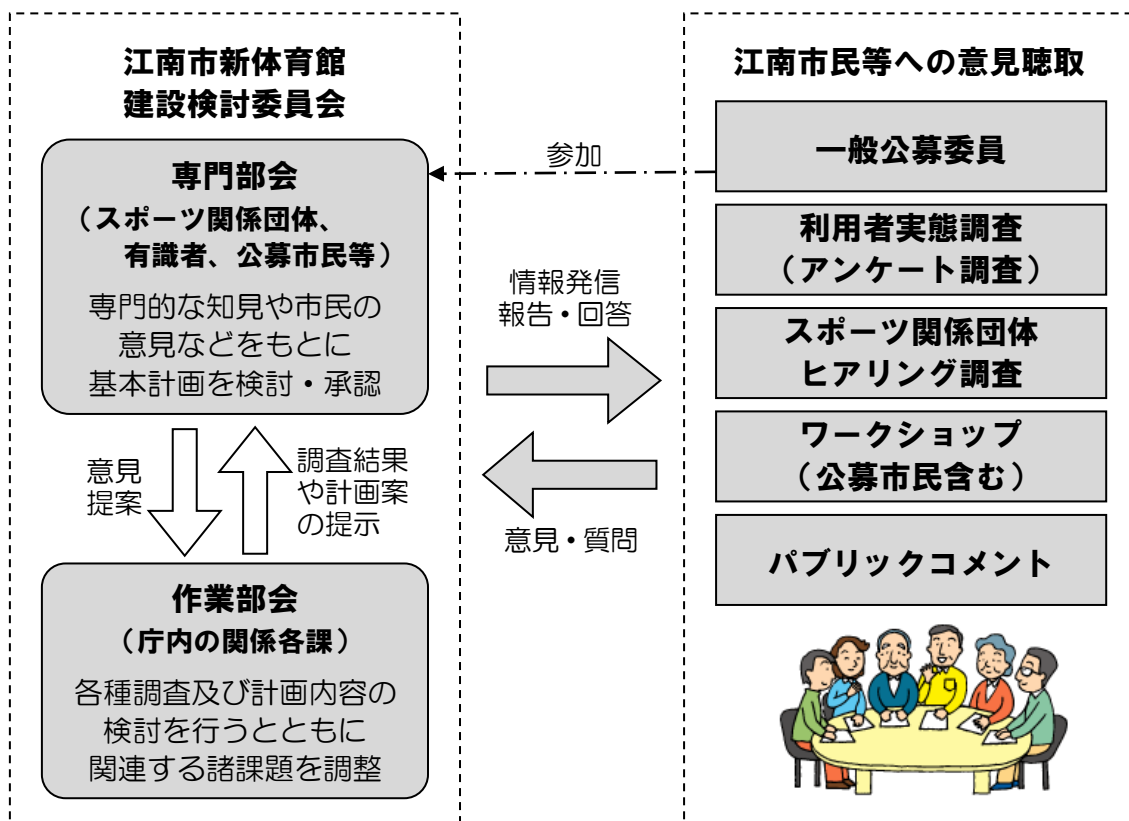 江南市新体育館
建設検討委員会
専門部会
（スポーツ関係団体、
有識者、公募市民等）
専門的な知見や市民の
意見などをもとに
基本計画を検討・承認
意見
提案
調査結果
や計画案
の提示
作業部会
（庁内の関係各課）
各種調査及び計画内容の
検討を行うとともに
関連する諸課題を調整
参加
情報発信
報告・回答
意見・質問
江南市民等への意見聴取
一般公募委員
利用者実態調査
（アンケート調査）
スポーツ関係団体
ヒアリング調査
ワークショップ
（公募市民含む）
パブリックコメント